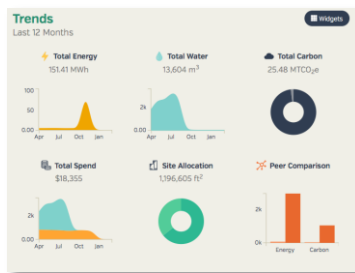 Trends
Widgets
Last 12 Months
Total Energy
151.41 MWh
Total Water
13,604 m³
Total Carbon
25.48 MTCO₂e
100
50
0.00
Apr Jul Oct Jan
2k
0.00
Apr Jul Oct Jan
Total Spend
$18,355
Site Allocation
1,196,605 ft²
Peer Comparison
2k
0.00
Apr Jul Oct Jan
2k
0k
Energy Carbon